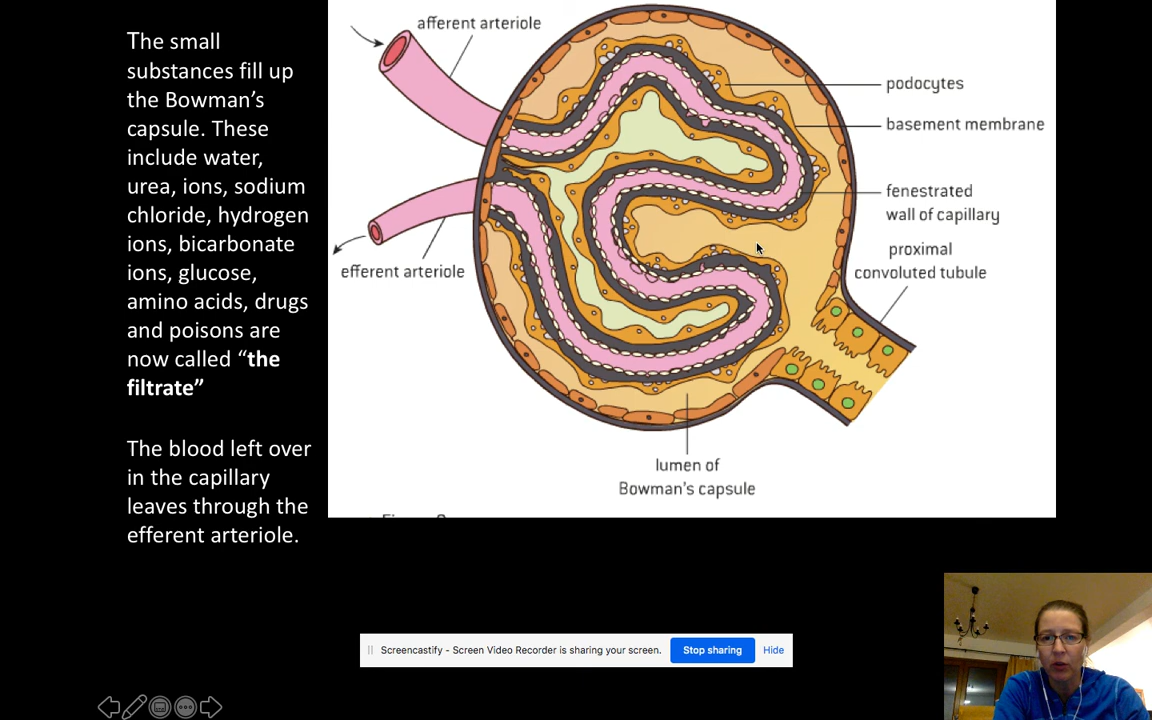 The small
substances fill up
the Bowman's
capsule. These
include water,
urea, ions, sodium
chloride, hydrogen
ions, bicarbonate
ions, glucose,
amino acids, drugs
and poisons are
now called “the
filtrate”
The blood left over
in the capillary
leaves through the
efferent arteriole.
afferent arteriole
podocytes
basement membrane
fenestrated
wall of capillary
proximal
convoluted tubule
efferent arteriole
lumen of
Bowman's capsule
Screencastify - Screen Video Recorder is sharing your screen.
Stop sharing
Hide